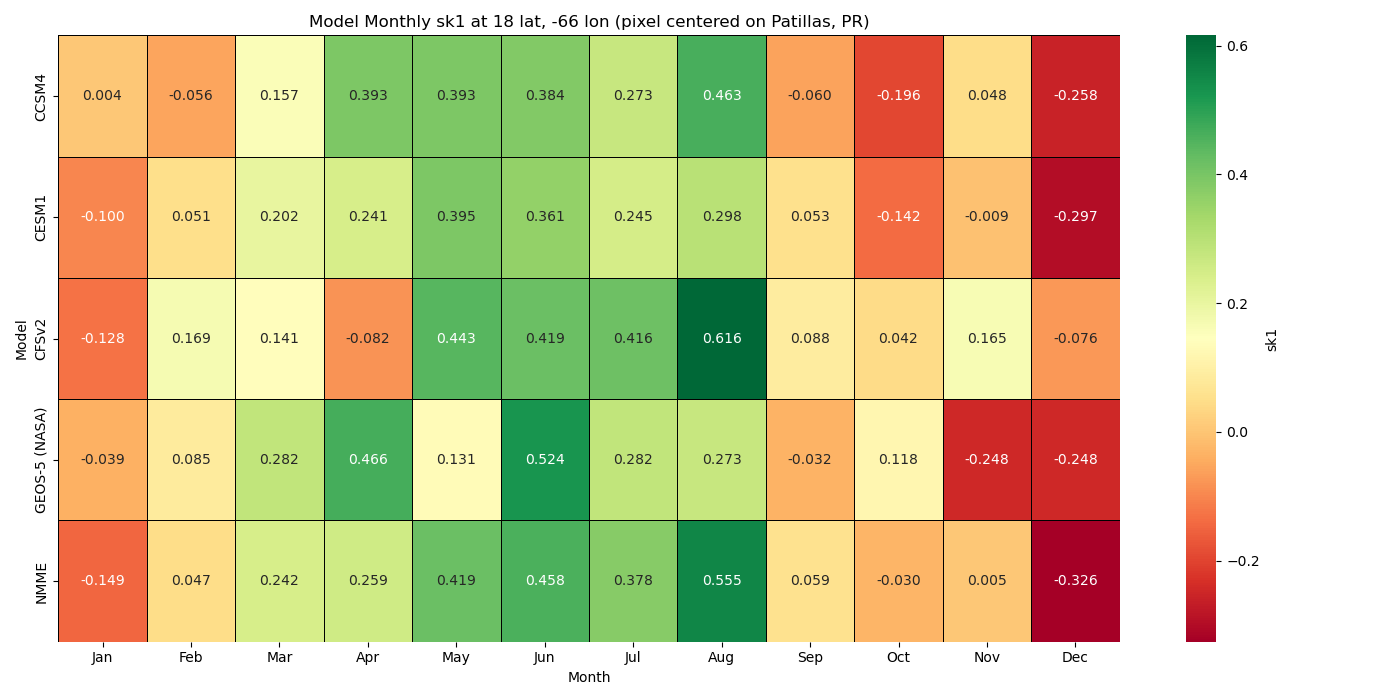 Model Monthly sk1 at 18 lat, -66 lon (pixel centered on Patillas, PR)
Model
CCSM4 0.004 -0.056 0.157 0.393 0.393 0.384 0.273 0.463 -0.060 -0.196 0.048 -0.258
CESM1 -0.100 0.051 0.202 0.241 0.395 0.361 0.245 0.298 0.053 -0.142 -0.009 -0.297
CFSv2 -0.128 0.169 0.141 -0.082 0.443 0.419 0.416 0.616 0.088 0.042 0.165 -0.076
GEOS-5 (NASA) -0.039 0.085 0.282 0.466 0.131 0.524 0.282 0.273 -0.032 0.118 -0.248 -0.248
NMME -0.149 0.047 0.242 0.259 0.419 0.458 0.378 0.555 0.059 -0.030 0.005 -0.326
Jan Feb Mar Apr May Jun Jul Aug Sep Oct Nov Dec
Month
0.6
0.4
0.2
0.0
−0.2
sk1